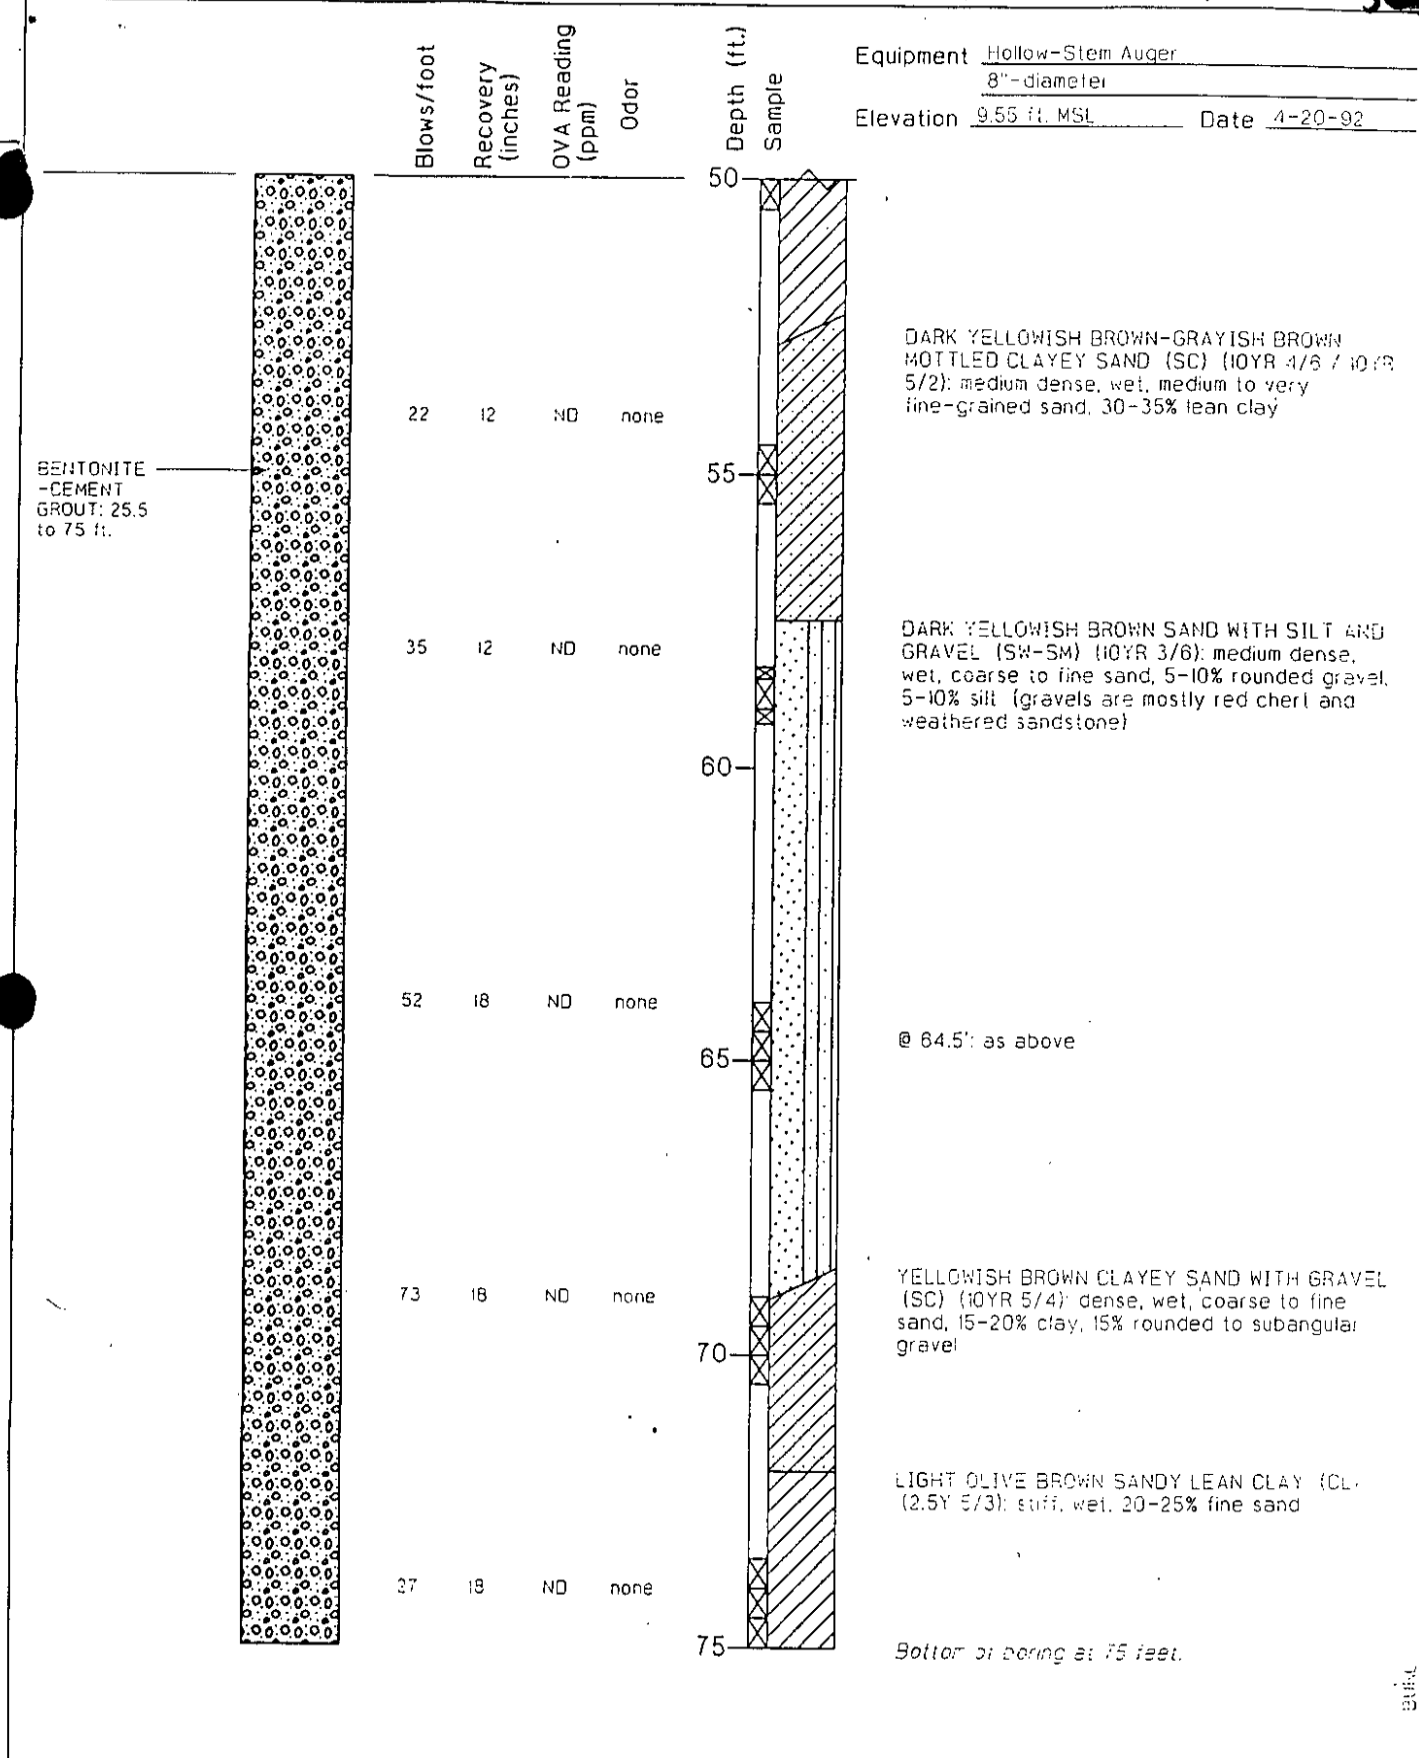 Equipment Hollow-Stem Auger
8"-diameter
Elevation 9.55 ft. MSL Date 4-20-92
Blows/foot
Recovery
(inches)
OVA Reading
(ppm)
Odor
Depth (ft.)
Sample
50
DARK YELLOWISH BROWN-GRAYISH BROWN
MOTTLED CLAYEY SAND (SC) (10YR 4/6 / 10YR
5/2): medium dense, wet, medium to very
fine-grained sand, 30-35% lean clay
22 12 ND none
BENTONITE
-CEMENT
GROUT: 25.5
to 75 ft.
55
DARK YELLOWISH BROWN SAND WITH SILT AND
GRAVEL (SW-SM) (10YR 3/6): medium dense,
wet, coarse to fine sand, 5-10% rounded gravel,
5-10% silt (gravels are mostly red chert and
weathered sandstone)
35 12 ND none
60
52 18 ND none
@ 64.5': as above
65
YELLOWISH BROWN CLAYEY SAND WITH GRAVEL
(SC) (10YR 5/4): dense, wet, coarse to fine
sand, 15-20% clay, 15% rounded to subangular
gravel
73 18 ND none
70
LIGHT OLIVE BROWN SANDY LEAN CLAY (CL)
(2.5Y 5/3): stiff, wet, 20-25% fine sand
18 ND none
75
Bottom of boring at 75 feet.